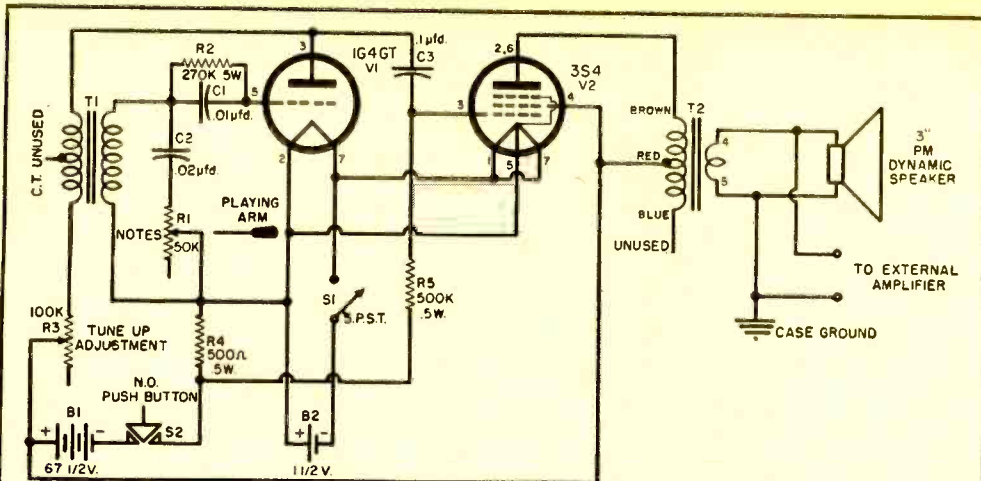 C.T. UNUSED
T1
R2
270K 5W
C1
.01µfd.
C2
.02µfd.
5
3
1G4GT
V1
2
7
.1µfd.
C3
2,6
3S4
V2
3
4
1
5
7
BROWN
T2
RED
BLUE
UNUSED
4
5
3"
PM
DYNAMIC
SPEAKER
NOTES
R1
50K
PLAYING
ARM
S1
S.P.S.T.
R5
500K
.5W.
TO EXTERNAL
AMPLIFIER
CASE GROUND
100K
R3
TUNE UP
ADJUSTMENT
R4
500Ω
.5W
N.O.
PUSH BUTTON
B1
+ -
S2
67 1/2V.
B2
+ -
1 1/2 V.